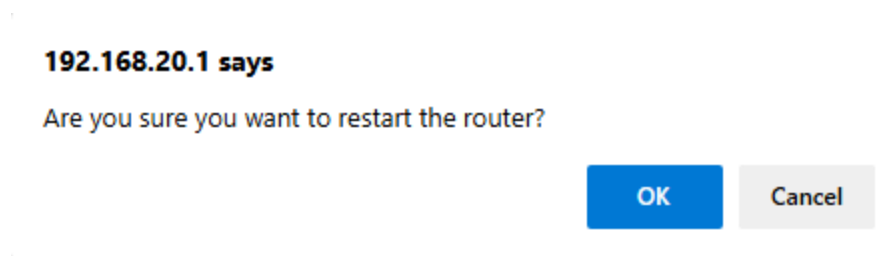 192.168.20.1 says
Are you sure you want to restart the router?
OK
Cancel